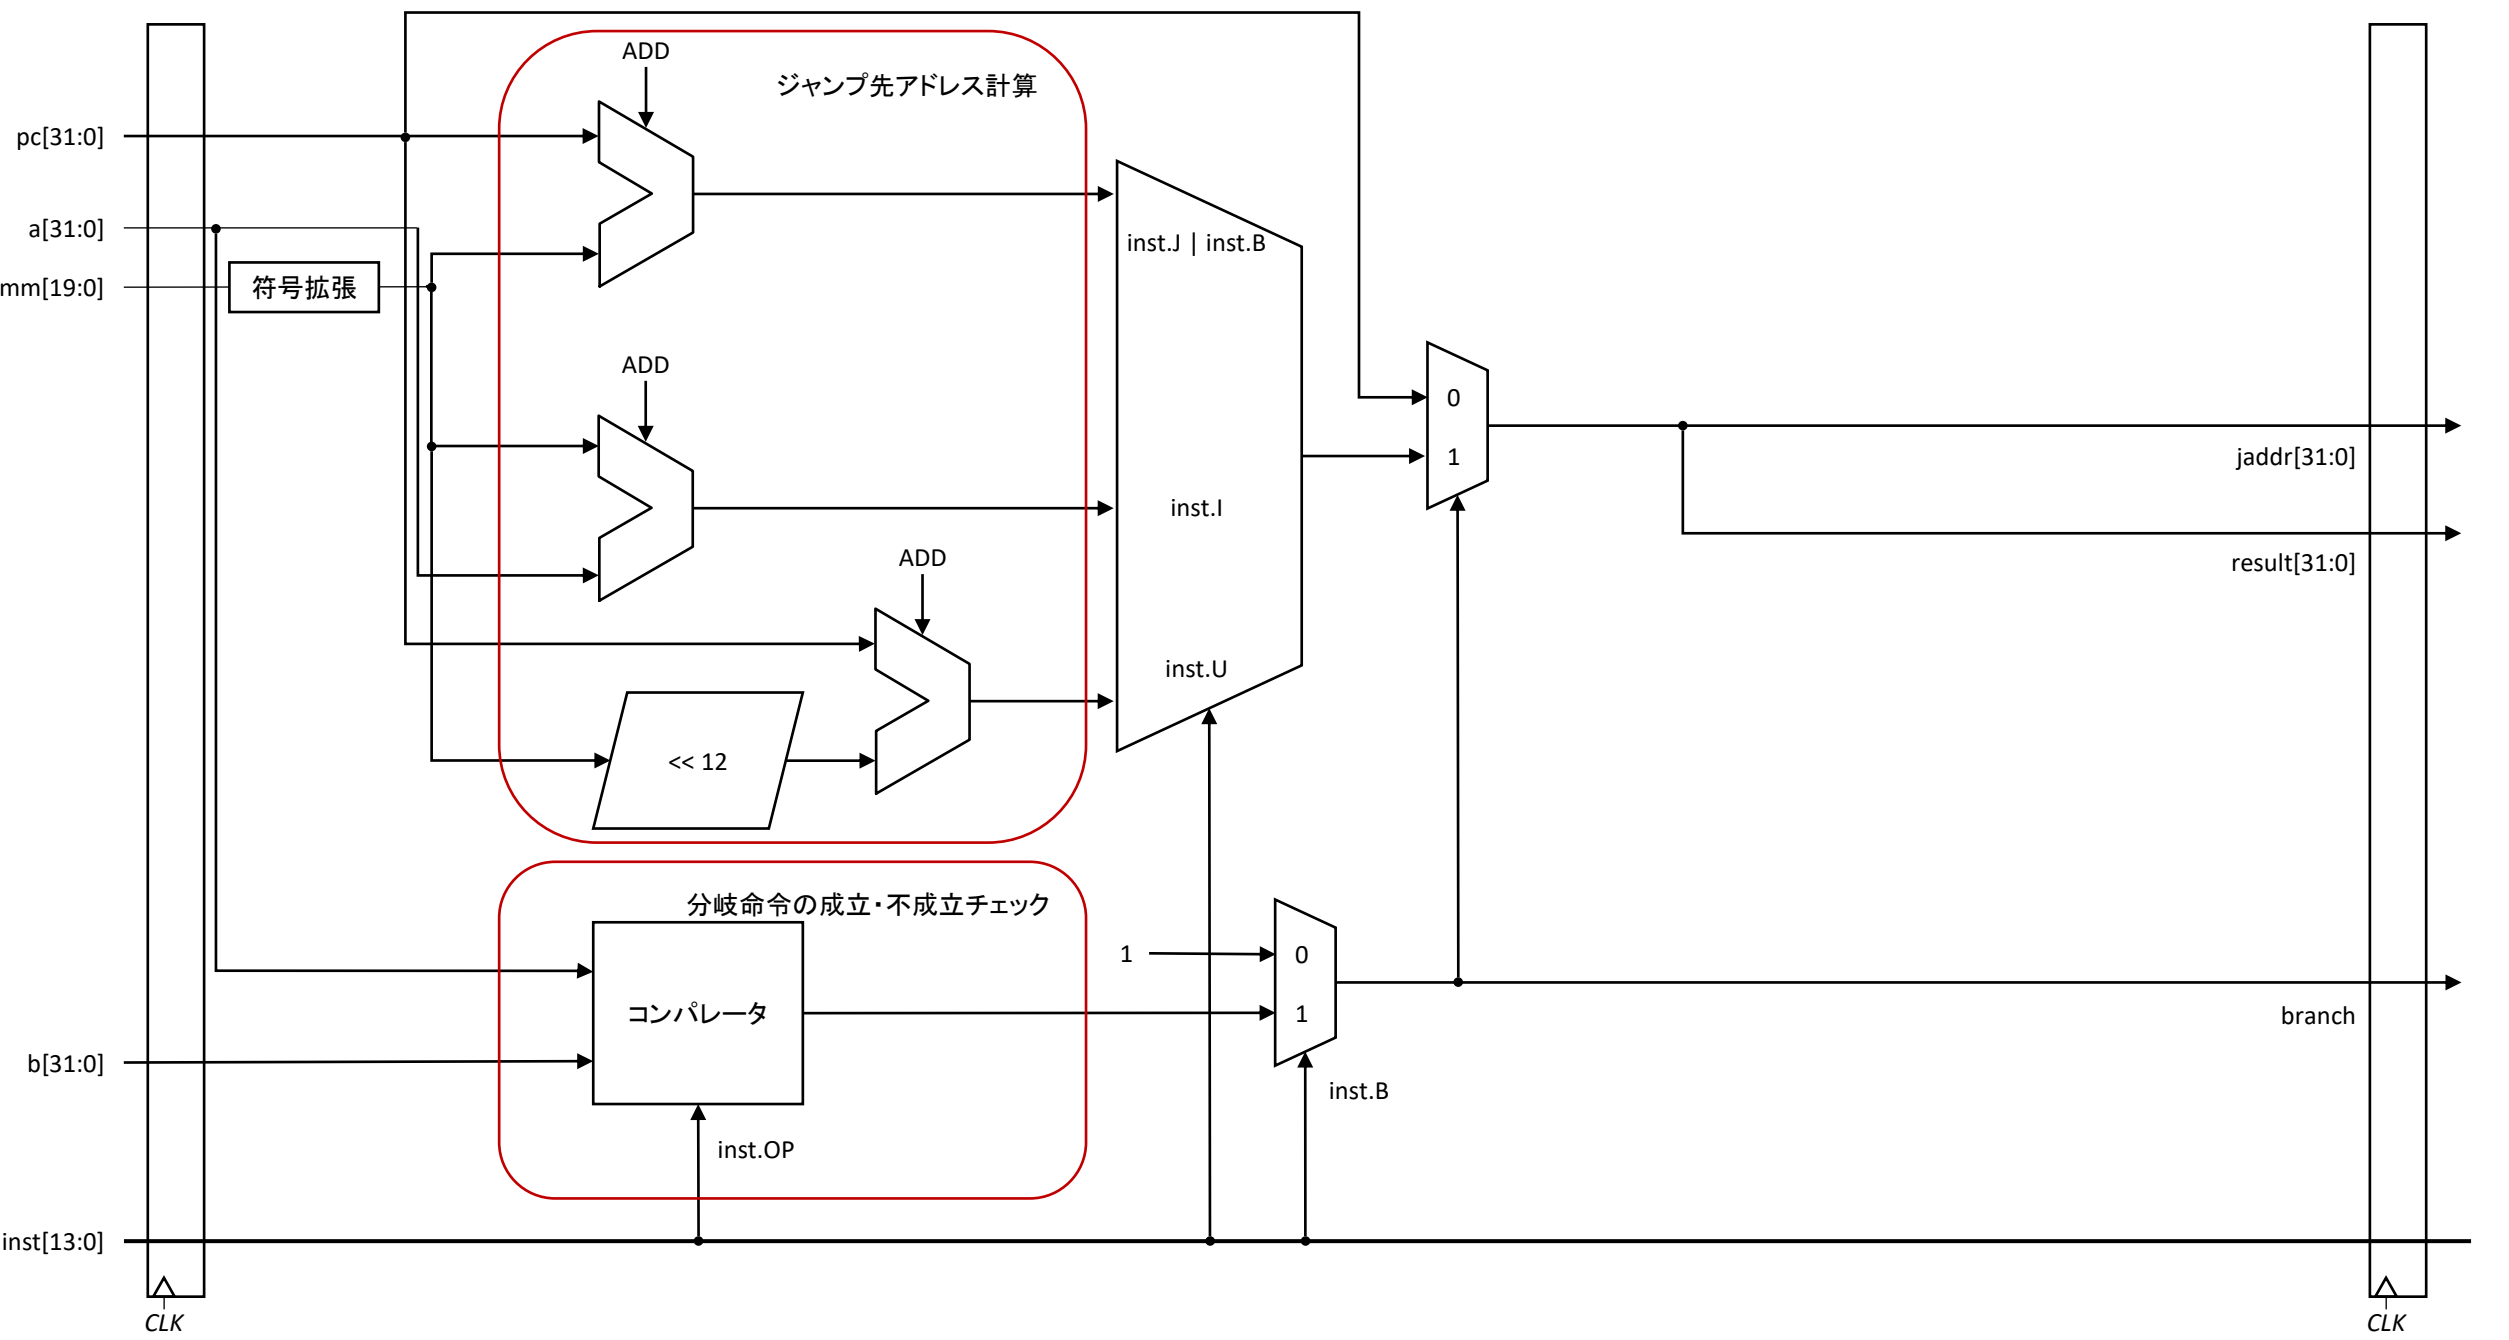 ADD
ジャンプ先アドレス計算
pc[31:0]
a[31:0]
inst.J | inst.B
mm[19:0]
符号拡張
ADD
0
1
jaddr[31:0]
inst.I
ADD
result[31:0]
inst.U
<< 12
分岐命令の成立・不成立チェック
1
0
コンパレータ
1
branch
b[31:0]
inst.B
inst.OP
inst[13:0]
CLK
CLK